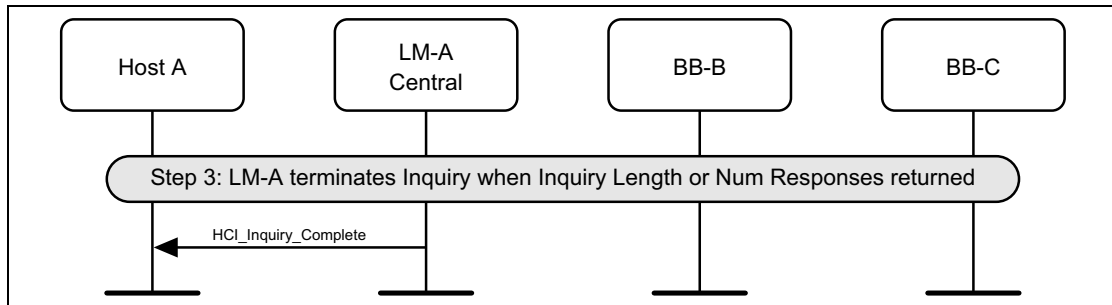 Host A
LM-A
Central
BB-B
BB-C
Step 3: LM-A terminates Inquiry when Inquiry Length or Num Responses returned
HCI_Inquiry_Complete